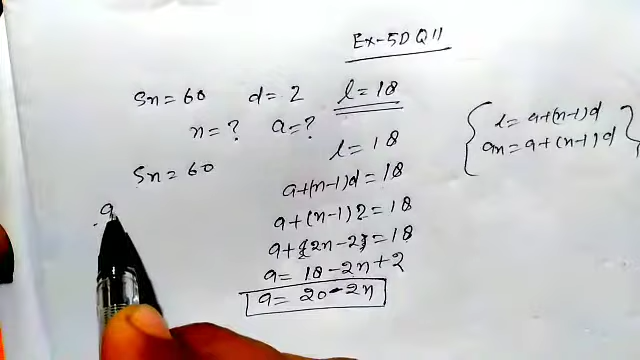 Ex-5D Q11
Sn = 60 d = 2 l = 18
n = ? a = ?
l = 18
Sn = 60
a+(n-1)d = 18
a+(n-1)2 = 18
a+{2n-2} = 18
a = 18-2n+2
a = 20-2n
{ l = a+(n-1)d
an = a+(n-1)d }